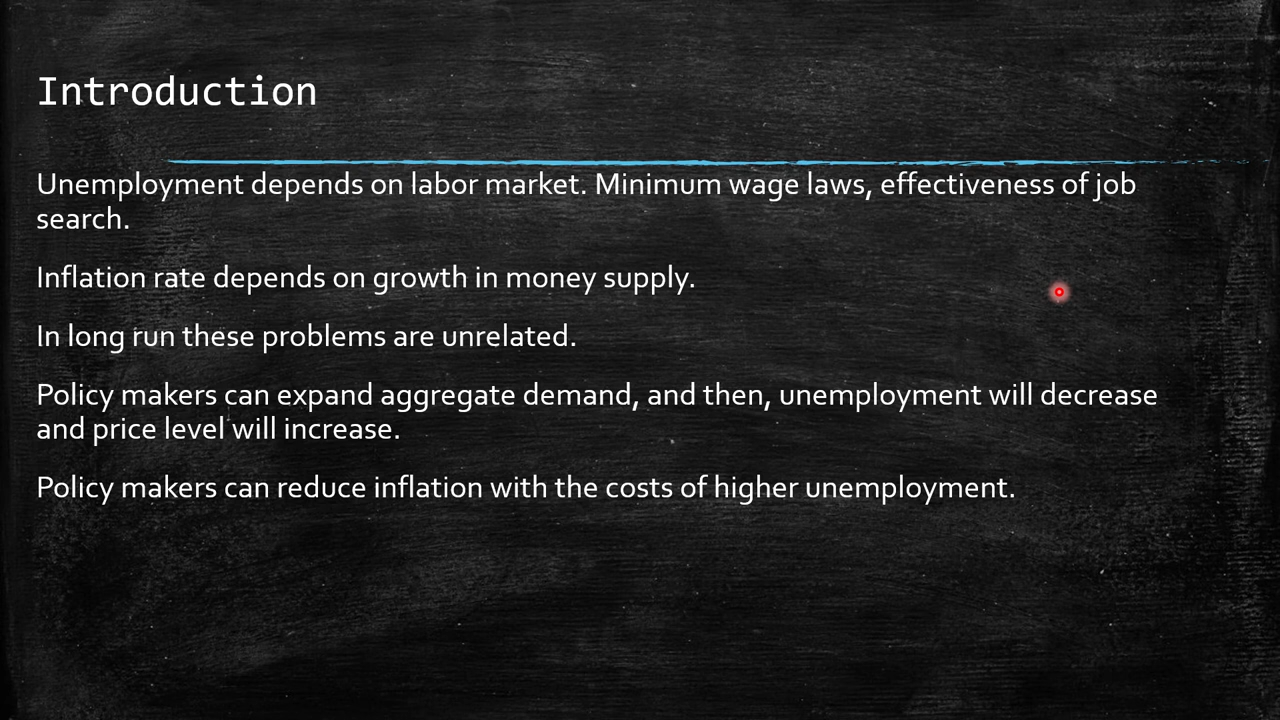 Introduction
Unemployment depends on labor market. Minimum wage laws, effectiveness of job
search.
Inflation rate depends on growth in money supply.
In long run these problems are unrelated.
Policy makers can expand aggregate demand, and then, unemployment will decrease
and price level will increase.
Policy makers can reduce inflation with the costs of higher unemployment.